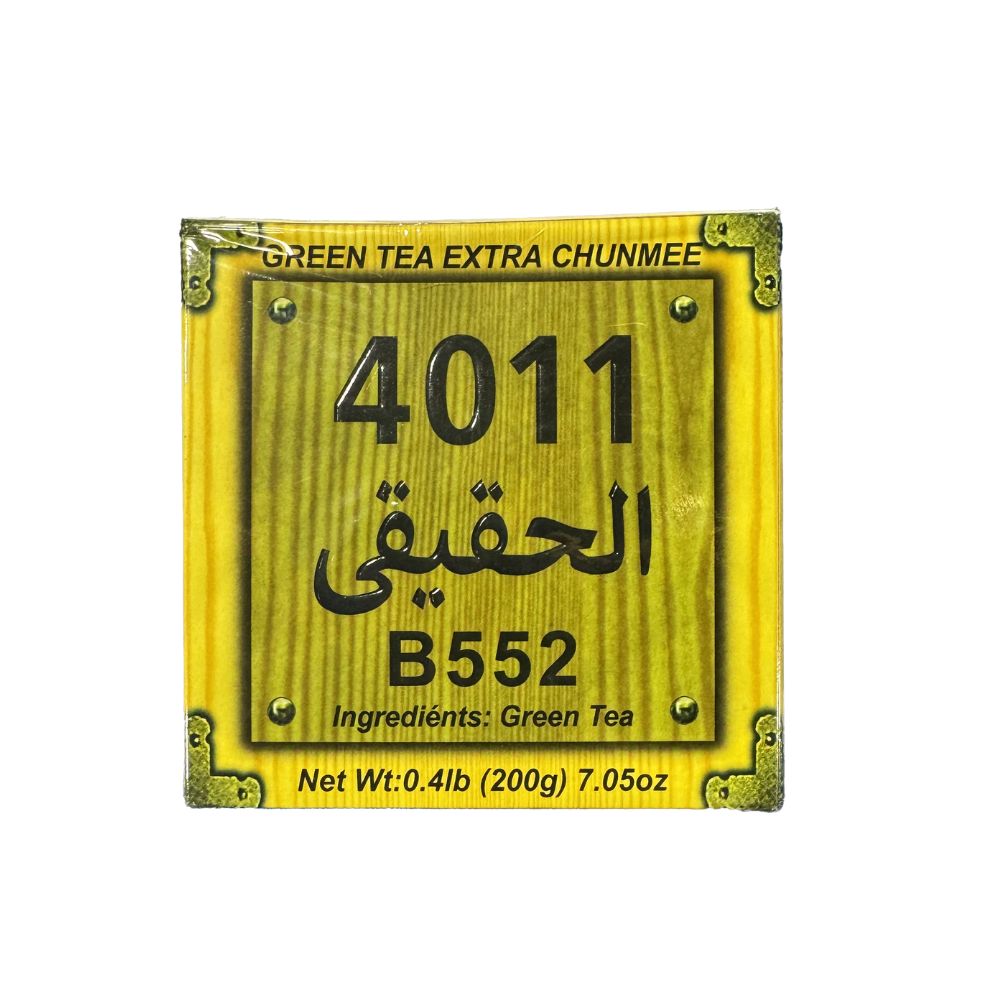 GREEN TEA EXTRA CHUNMEE
4011
الحقيقى
B552
Ingrediénts: Green Tea
Net Wt:0.4lb (200g) 7.05oz